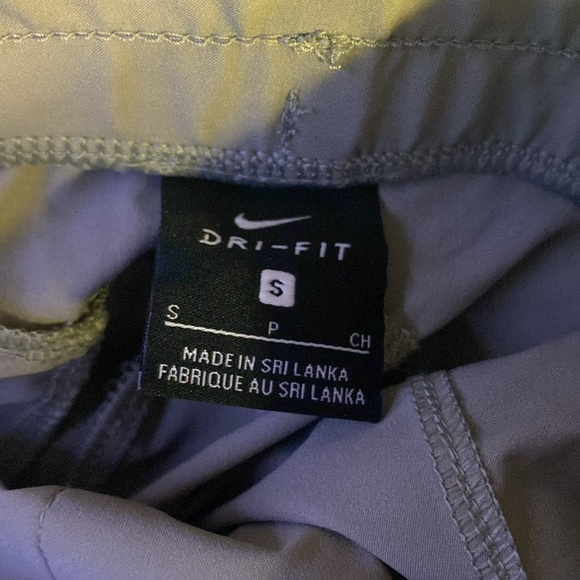 DRI-FIT
S
S P CH
MADE IN SRI LANKA
FABRIQUE AU SRI LANKA